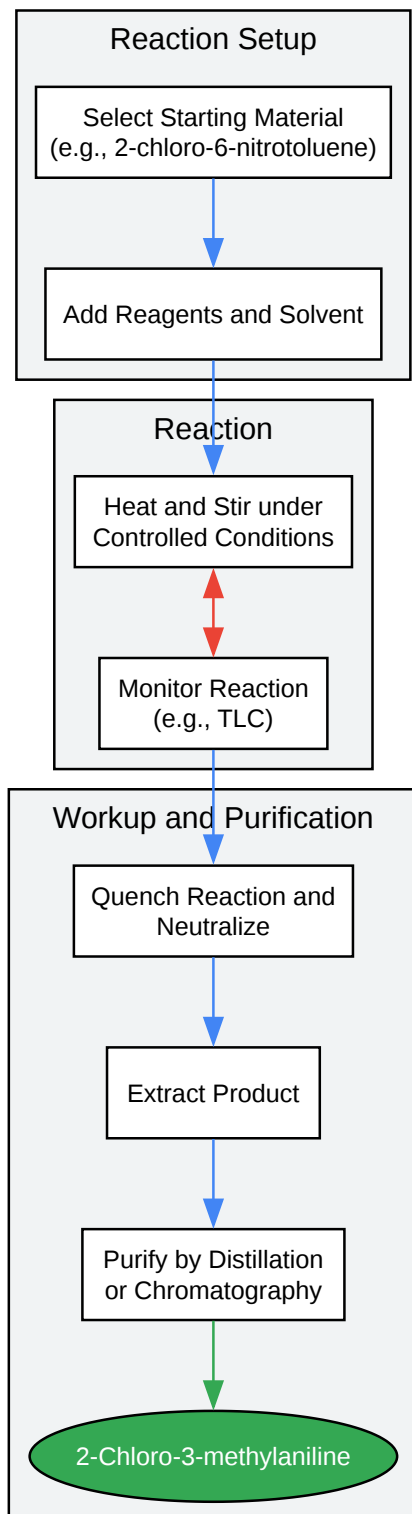 Reaction Setup
Select Starting Material
(e.g., 2-chloro-6-nitrotoluene)
Add Reagents and Solvent
Reaction
Heat and Stir under
Controlled Conditions
Monitor Reaction
(e.g., TLC)
Workup and Purification
Quench Reaction and
Neutralize
Extract Product
Purify by Distillation
or Chromatography
2-Chloro-3-methylaniline